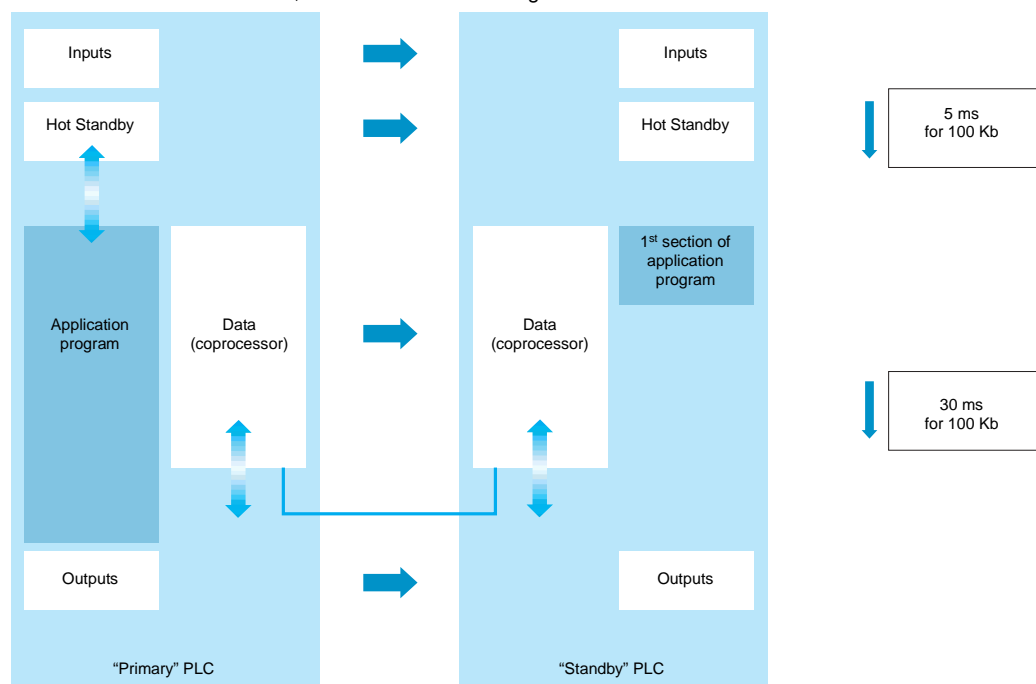 Inputs
Inputs
Hot Standby
Hot Standby
5 ms
for 100 Kb
1st section of
application
program
Application
program
Data
(coprocessor)
Data
(coprocessor)
30 ms
for 100 Kb
Outputs
Outputs
“Primary” PLC
“Standby” PLC